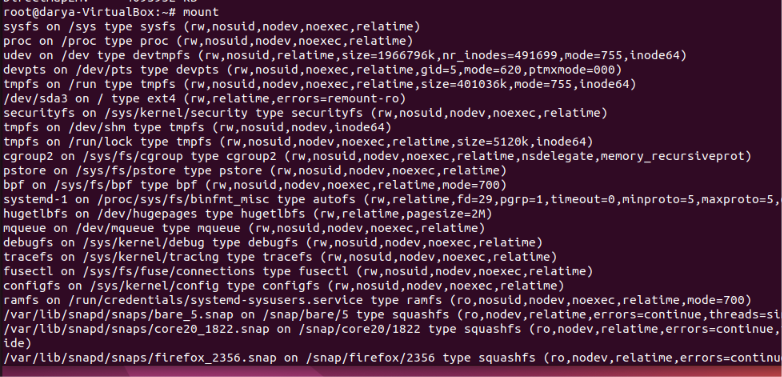 root@darya-VirtualBox:~# mount
sysfs on /sys type sysfs (rw,nosuid,nodev,noexec,relatime)
proc on /proc type proc (rw,nosuid,nodev,noexec,relatime)
udev on /dev type devtmpfs (rw,nosuid,relatime,size=1966796k,nr_inodes=491699,mode=755,inode64)
devpts on /dev/pts type devpts (rw,nosuid,noexec,relatime,gid=5,mode=620,ptmxmode=000)
tmpfs on /run type tmpfs (rw,nosuid,nodev,noexec,relatime,size=401036k,mode=755,inode64)
/dev/sda3 on / type ext4 (rw,relatime,errors=remount-ro)
securityfs on /sys/kernel/security type securityfs (rw,nosuid,nodev,noexec,relatime)
tmpfs on /dev/shm type tmpfs (rw,nosuid,nodev,inode64)
tmpfs on /run/lock type tmpfs (rw,nosuid,nodev,noexec,relatime,size=5120k,inode64)
cgroup2 on /sys/fs/cgroup type cgroup2 (rw,nosuid,nodev,noexec,relatime,nsdelegate,memory_recursiveprot)
pstore on /sys/fs/pstore type pstore (rw,nosuid,nodev,noexec,relatime)
bpf on /sys/fs/bpf type bpf (rw,nosuid,nodev,noexec,relatime,mode=700)
systemd-1 on /proc/sys/fs/binfmt_misc type autofs (rw,relatime,fd=29,pgrp=1,timeout=0,minproto=5,maxproto=5,
hugetlbfs on /dev/hugepages type hugetlbfs (rw,relatime,pagesize=2M)
mqueue on /dev/mqueue type mqueue (rw,nosuid,nodev,noexec,relatime)
debugfs on /sys/kernel/debug type debugfs (rw,nosuid,nodev,noexec,relatime)
tracefs on /sys/kernel/tracing type tracefs (rw,nosuid,nodev,noexec,relatime)
fusectl on /sys/fs/fuse/connections type fusectl (rw,nosuid,nodev,noexec,relatime)
configfs on /sys/kernel/config type configfs (rw,nosuid,nodev,noexec,relatime)
ramfs on /run/credentials/systemd-sysusers.service type ramfs (ro,nosuid,nodev,noexec,relatime,mode=700)
/var/lib/snapd/snaps/bare_5.snap on /snap/bare/5 type squashfs (ro,nodev,relatime,errors=continue,threads=si
/var/lib/snapd/snaps/core20_1822.snap on /snap/core20/1822 type squashfs (ro,nodev,relatime,errors=continue,
ide)
/var/lib/snapd/snaps/firefox_2356.snap on /snap/firefox/2356 type squashfs (ro,nodev,relatime,errors=continu